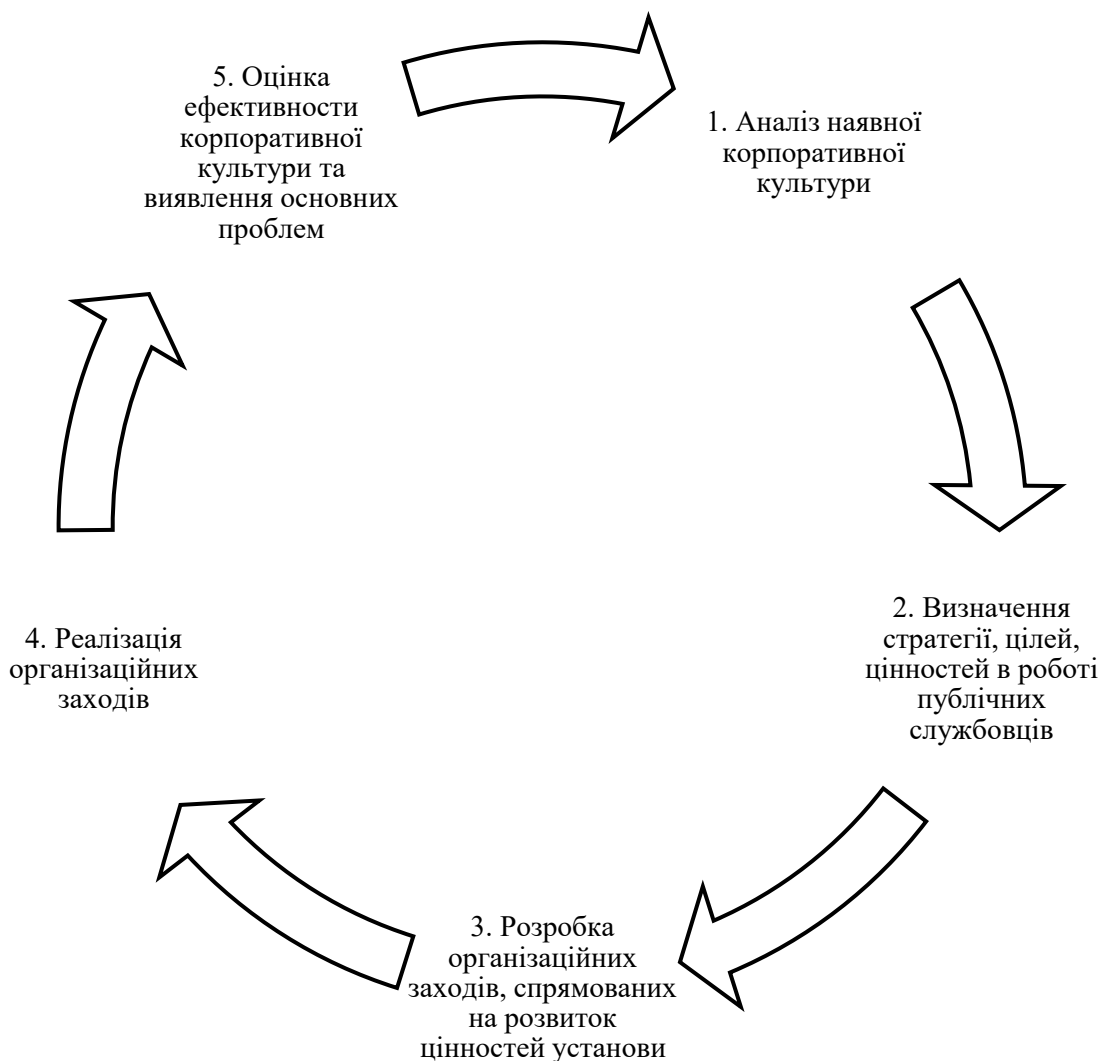 1. Аналіз наявної
корпоративної
культури
2. Визначення
стратегії, цілей,
цінностей в роботі
публічних
службовців
3. Розробка
організаційних
заходів, спрямованих
на розвиток
цінностей установи
4. Реалізація
організаційних
заходів
5. Оцінка
ефективности
корпоративної
культури та
виявлення основних
проблем